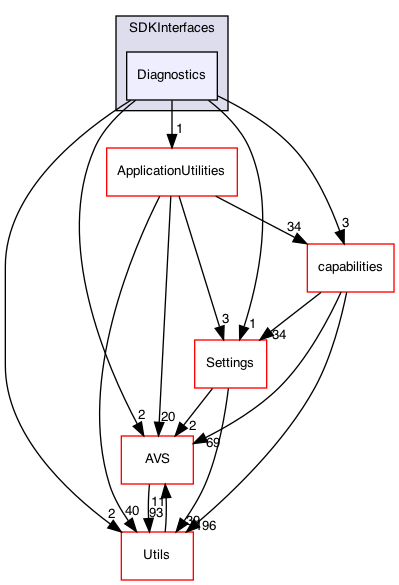 SDKInterfaces
Diagnostics
1
ApplicationUtilities
34
3
capabilities
3
1
34
Settings
2
20
2
69
AVS
11
93
2
40
196
Utils